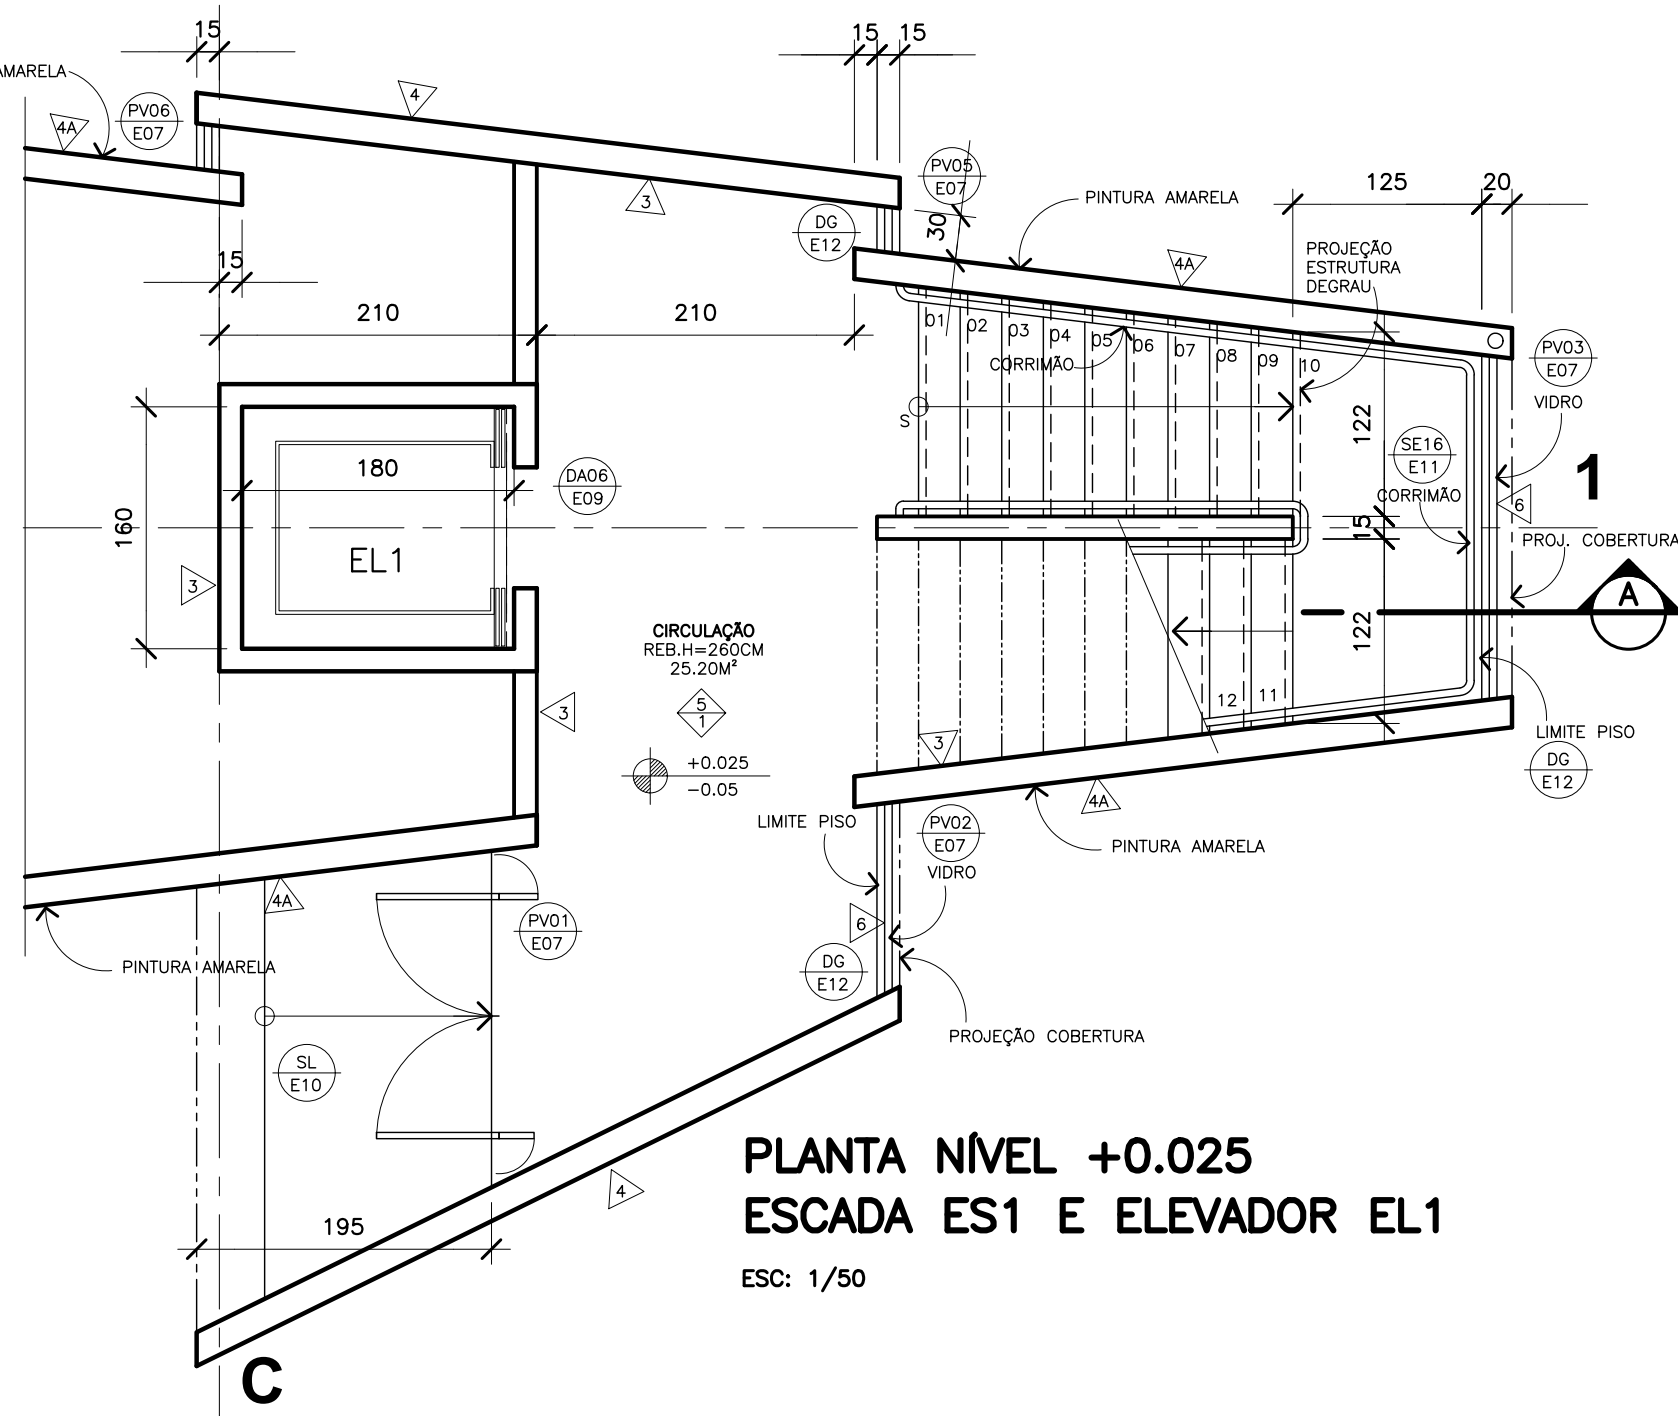 15
15
15
AMARELA
4
PV06
E07
4A
PV05
E07
PINTURA AMARELA
125
20
3
DG
E12
30
PROJEÇÃO
ESTRUTURA
DEGRAU
4A
15
210
210
01
02
03
04
05
06
07
08
09
10
CORRIMÃO
PV03
E07
VIDRO
S
122
SE16
E11
CORRIMÃO
1
180
DA06
E09
160
6
15
PROJ. COBERTURA
EL1
3
A
CIRCULAÇÃO
REB.H=260CM
25.20M²
122
5
1
3
12
11
3
LIMITE PISO
DG
E12
+0.025
-0.05
4A
LIMITE PISO
PV02
E07
PINTURA AMARELA
VIDRO
4A
PV01
E07
6
PINTURA AMARELA
DG
E12
PROJEÇÃO COBERTURA
SL
E10
4
PLANTA NÍVEL +0.025
195
ESCADA ES1 E ELEVADOR EL1
ESC: 1/50
C